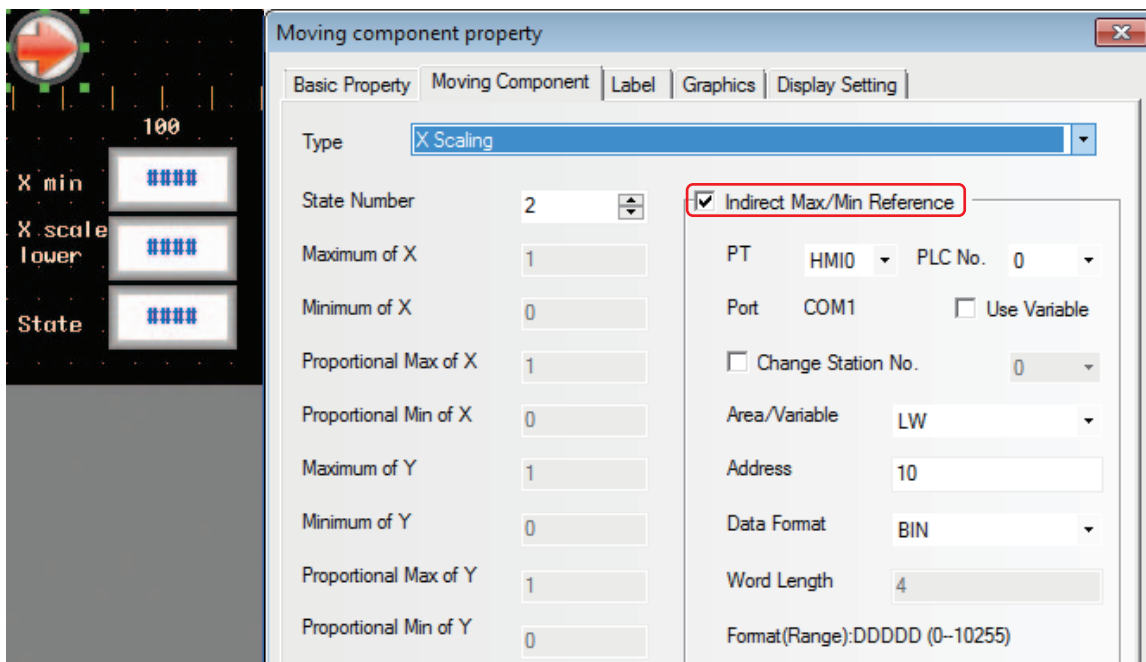 Moving component property
Basic Property Moving Component Label Graphics Display Setting
Type X Scaling
100
X min ####
X scale lower ####
State ####
State Number 2
Maximum of X 1
Minimum of X 0
Proportional Max of X 1
Proportional Min of X 0
Maximum of Y 1
Minimum of Y 0
Proportional Max of Y 1
Proportional Min of Y 0
Indirect Max/Min Reference
PT HMI0 PLC No. 0
Port COM1 Use Variable
Change Station No. 0
Area/Variable LW
Address 10
Data Format BIN
Word Length 4
Format(Range):DDDDD (0--10255)